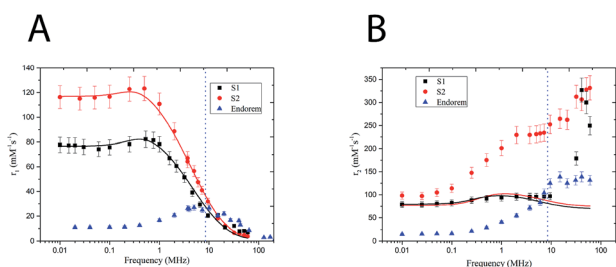 A
B
140
120
100
80
60
40
20
0
r₁ (mM⁻¹s⁻¹)
S1
S2
Endorem
0.01
0.1
1
10
100
Frequency (MHz)
350
300
250
200
150
100
50
0
r₂ (mM⁻¹s⁻¹)
S1
S2
Endorem
0.01
0.1
1
10
100
Frequency (MHz)